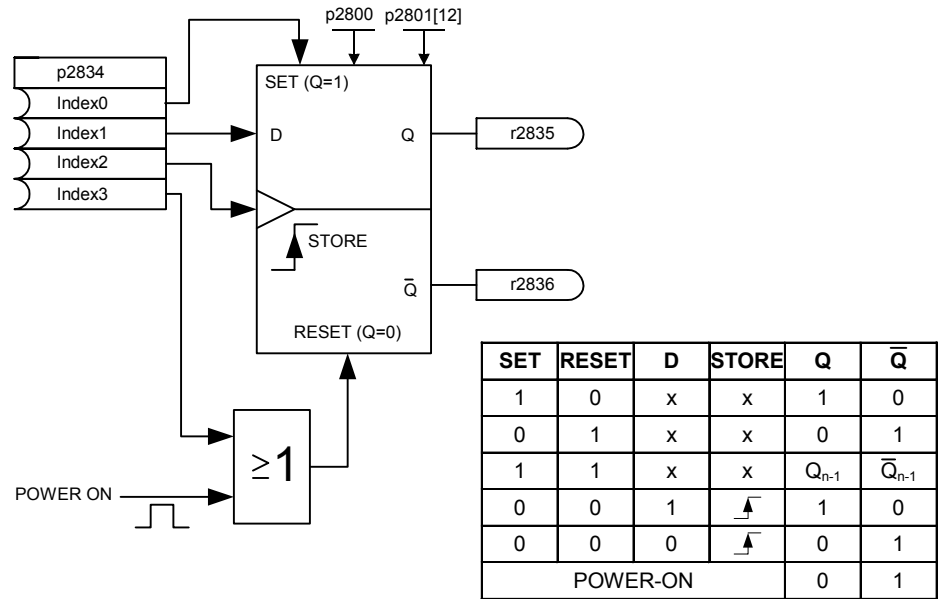 p2800 p2801[12]
p2834
Index0
Index1
Index2
Index3
SET (Q=1)
D Q
STORE
Q̅
RESET (Q=0)
r2835
r2836
≥1
POWER ON
SET RESET D STORE Q Q̅
1 0 x x 1 0
0 1 x x 0 1
1 1 x x Qn-1 Q̅n-1
0 0 1 1 0
0 0 0 0 1
POWER-ON 0 1